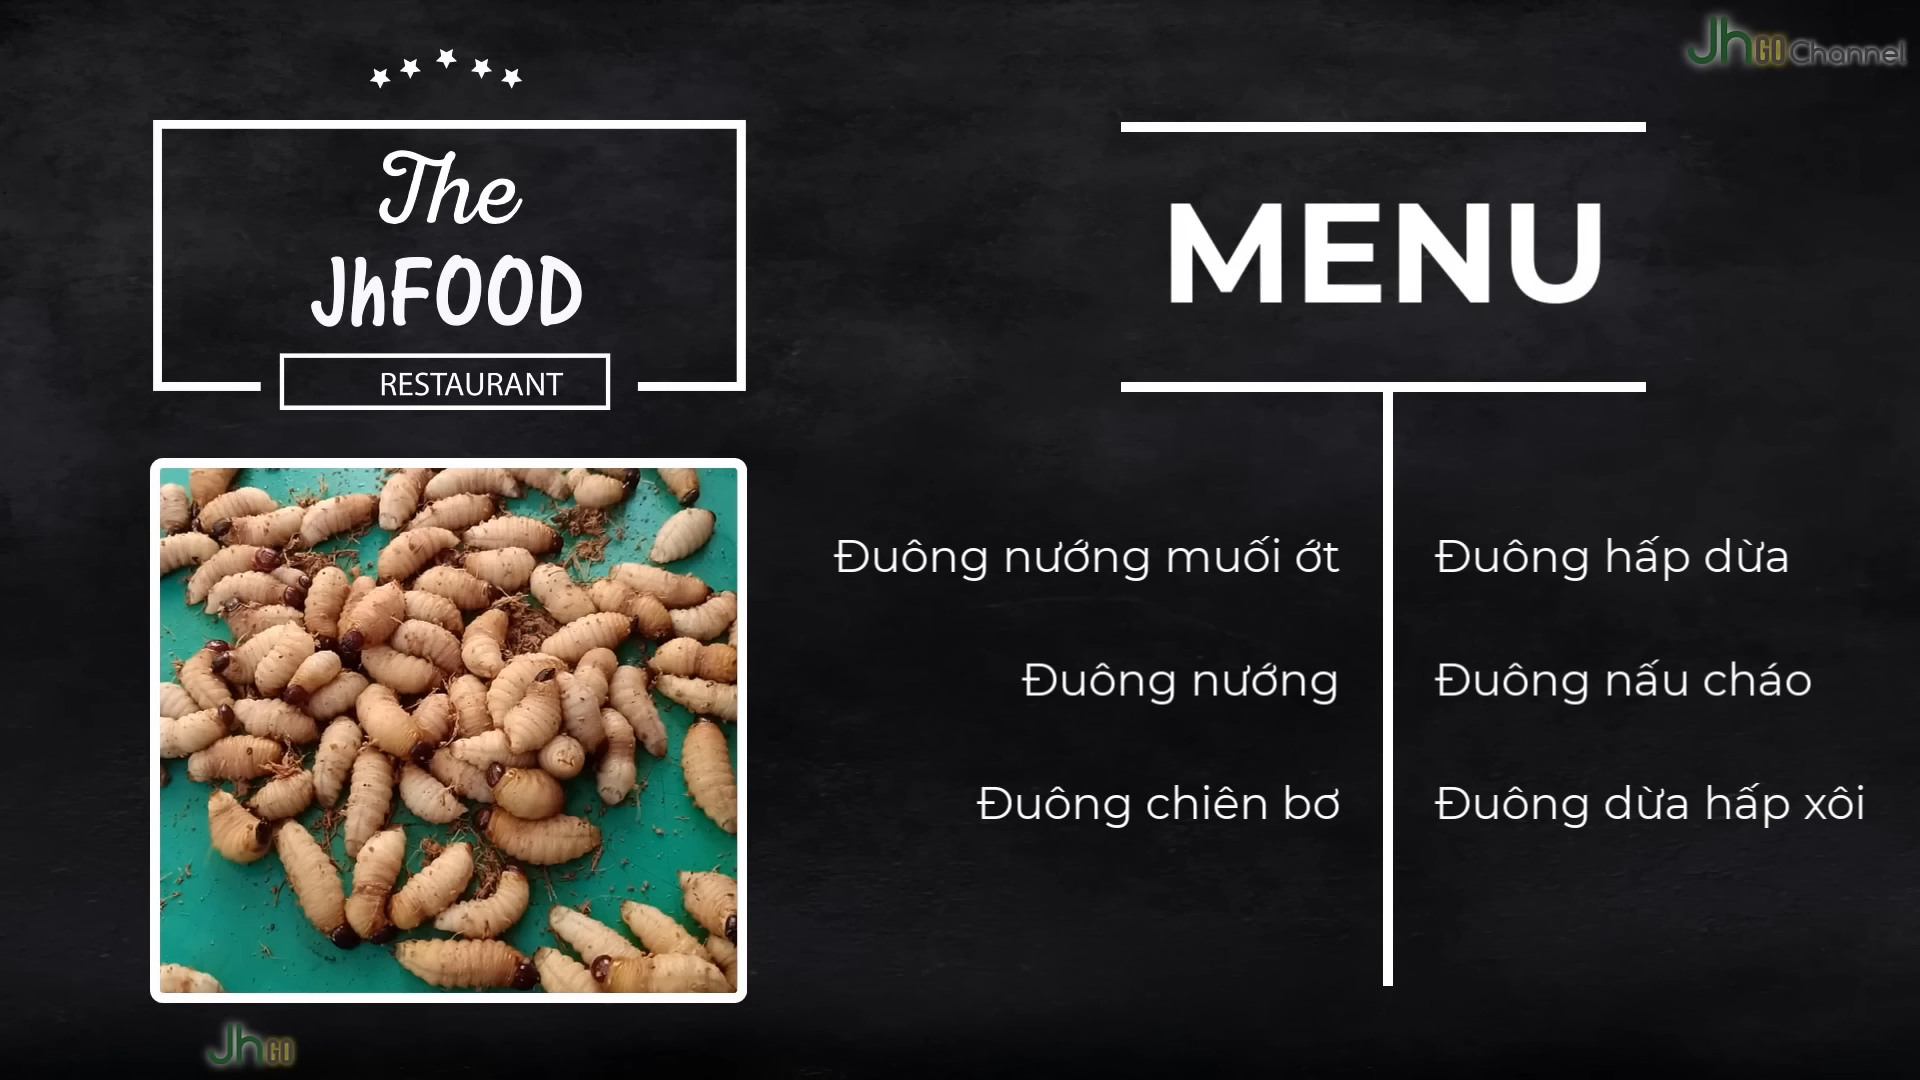 JhGO Channel
The
JhFOOD
RESTAURANT
MENU
Đuông nướng muối ớt
Đuông nướng
Đuông chiên bơ
Đuông hấp dừa
Đuông nấu cháo
Đuông dừa hấp xôi
JhGO